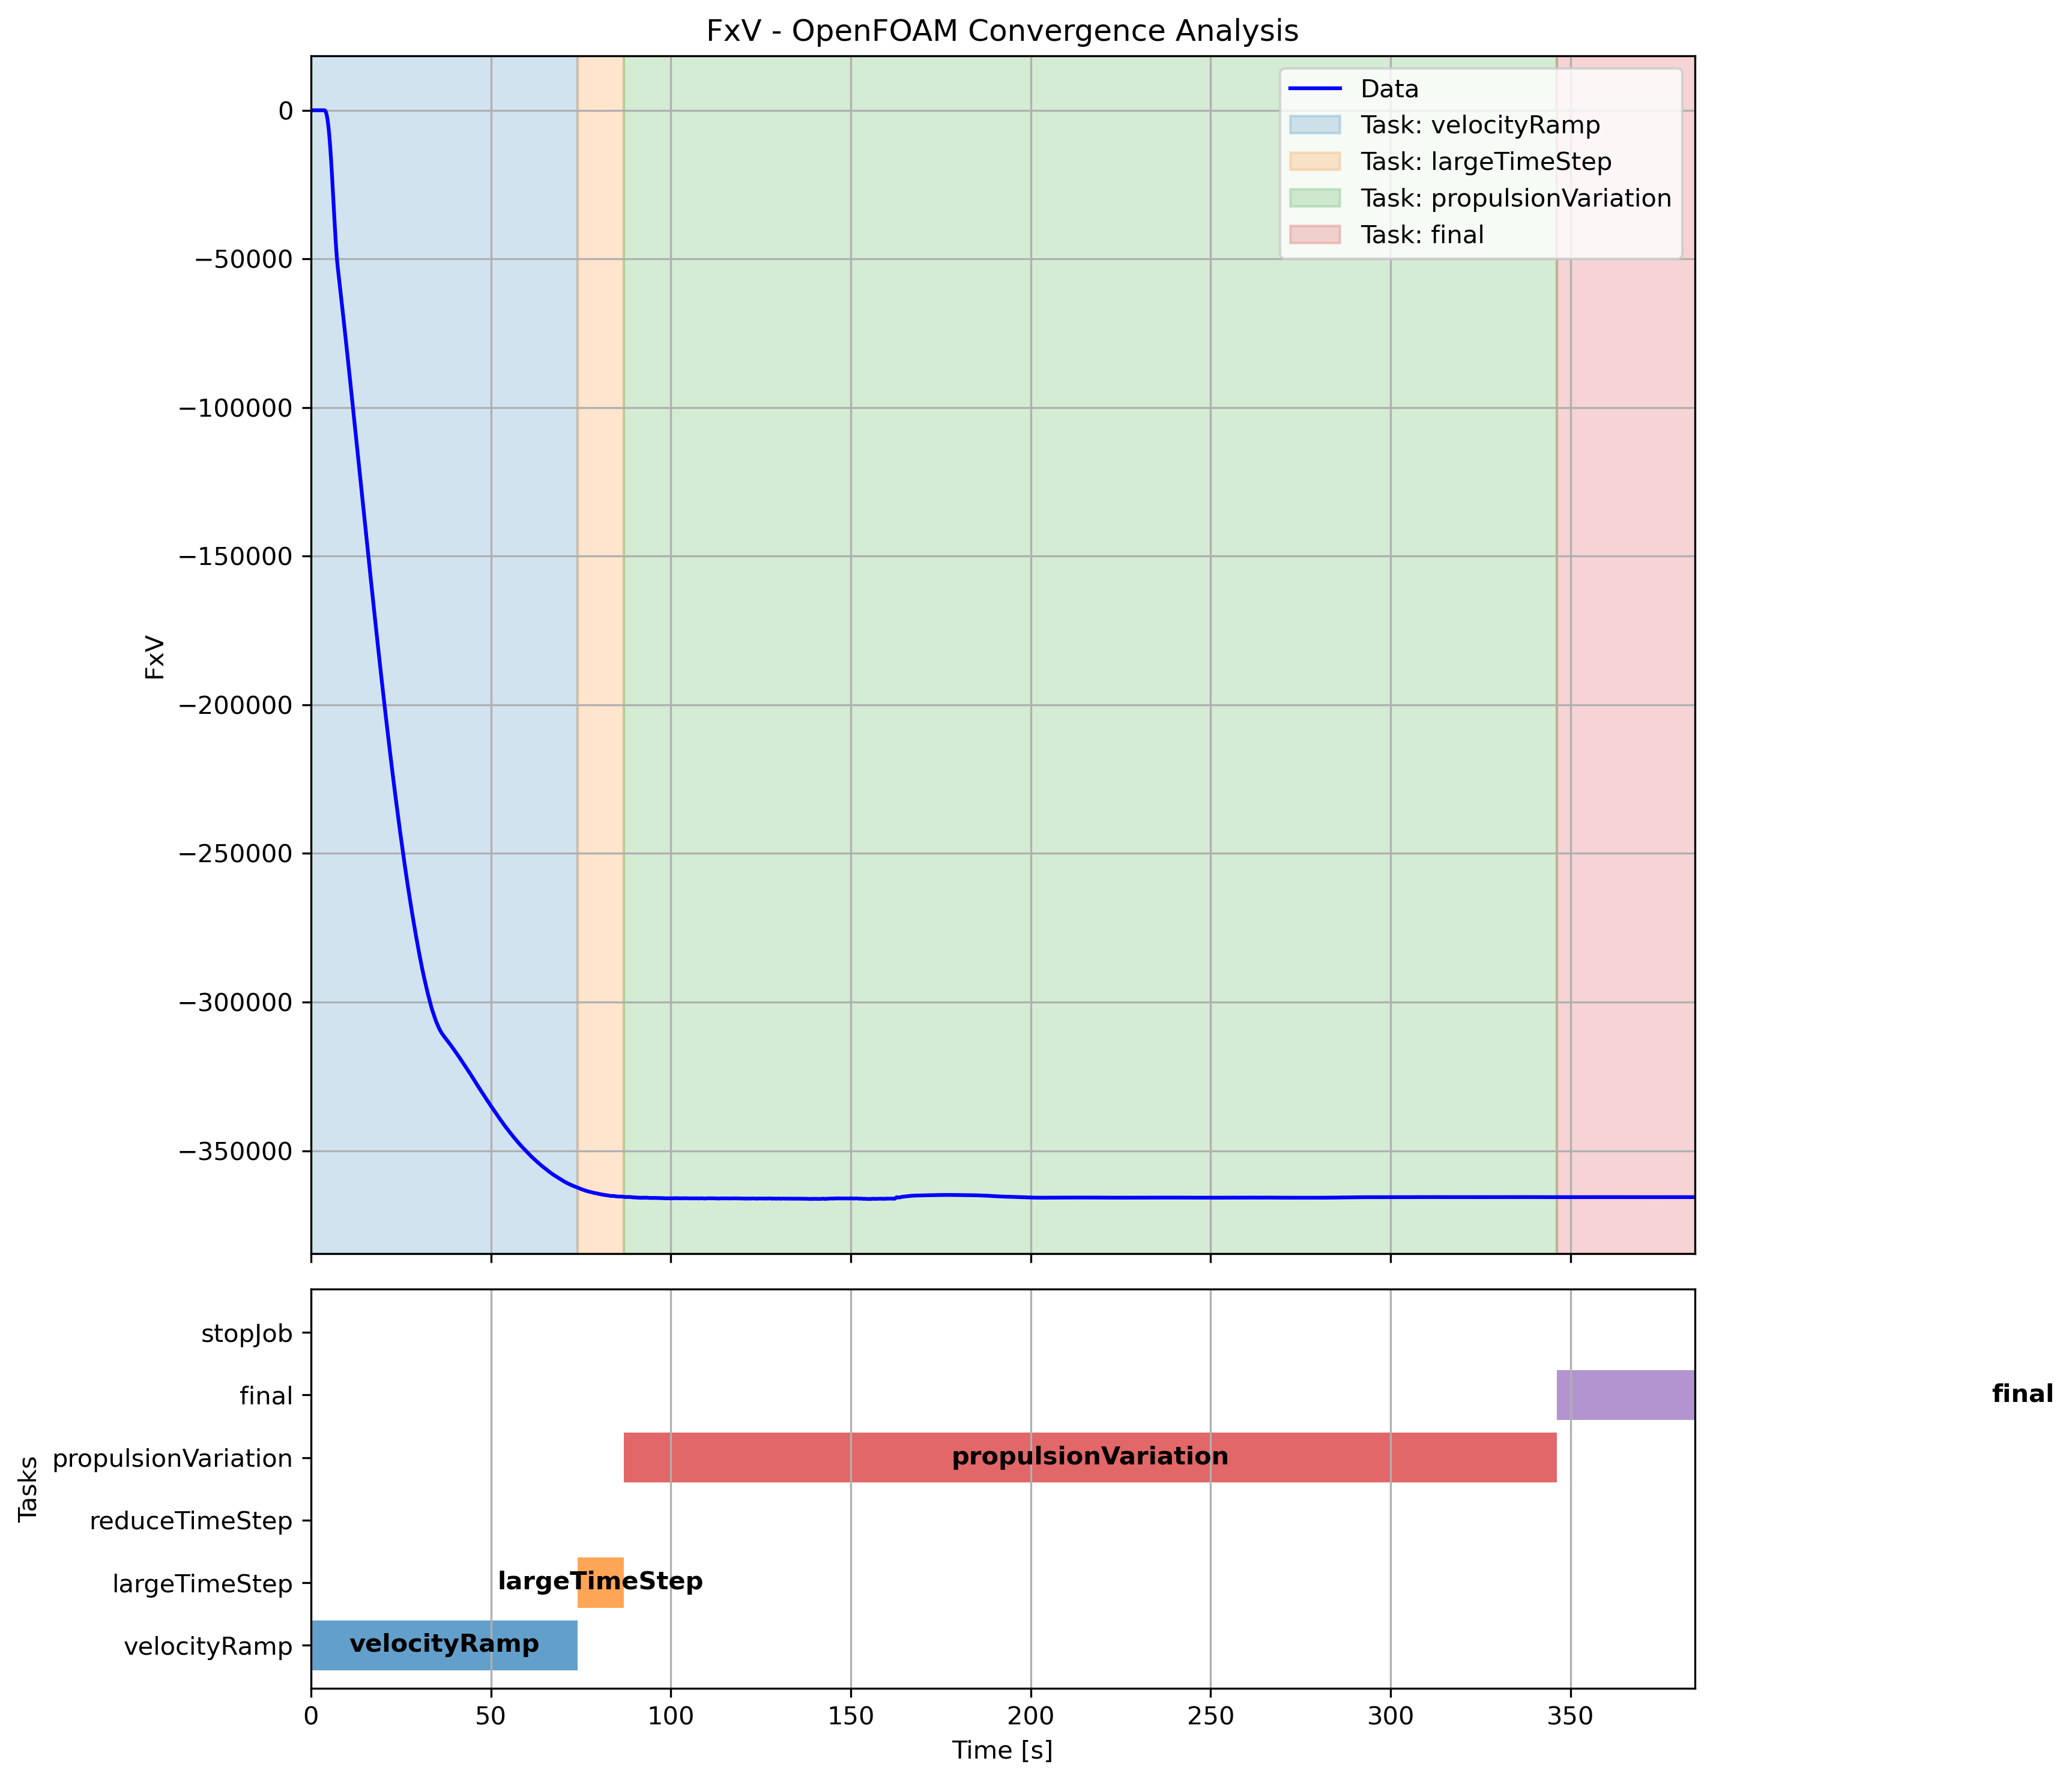 FxV - OpenFOAM Convergence Analysis
Data
Task: velocityRamp
Task: largeTimeStep
Task: propulsionVariation
Task: final
0
−50000
−100000
−150000
−200000
−250000
−300000
−350000
FxV
stopJob
final
propulsionVariation
reduceTimeStep
largeTimeStep
velocityRamp
Tasks
final
propulsionVariation
largeTimeStep
velocityRamp
0 50 100 150 200 250 300 350
Time [s]